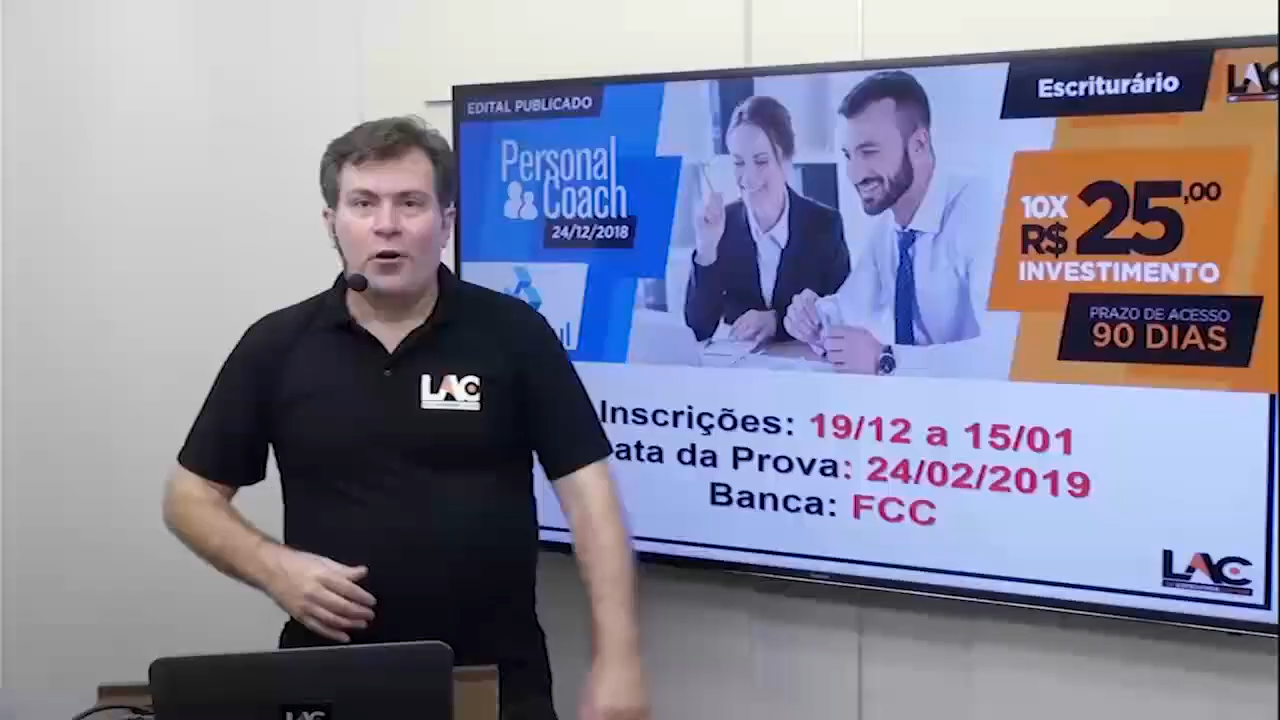 EDITAL PUBLICADO
Personal
Coach
24/12/2018
Escriturário
LAC
10X
R$ 25,00
INVESTIMENTO
PRAZO DE ACESSO
90 DIAS
Inscrições: 19/12 a 15/01
ata da Prova: 24/02/2019
Banca: FCC
LAC
LAC
LAC